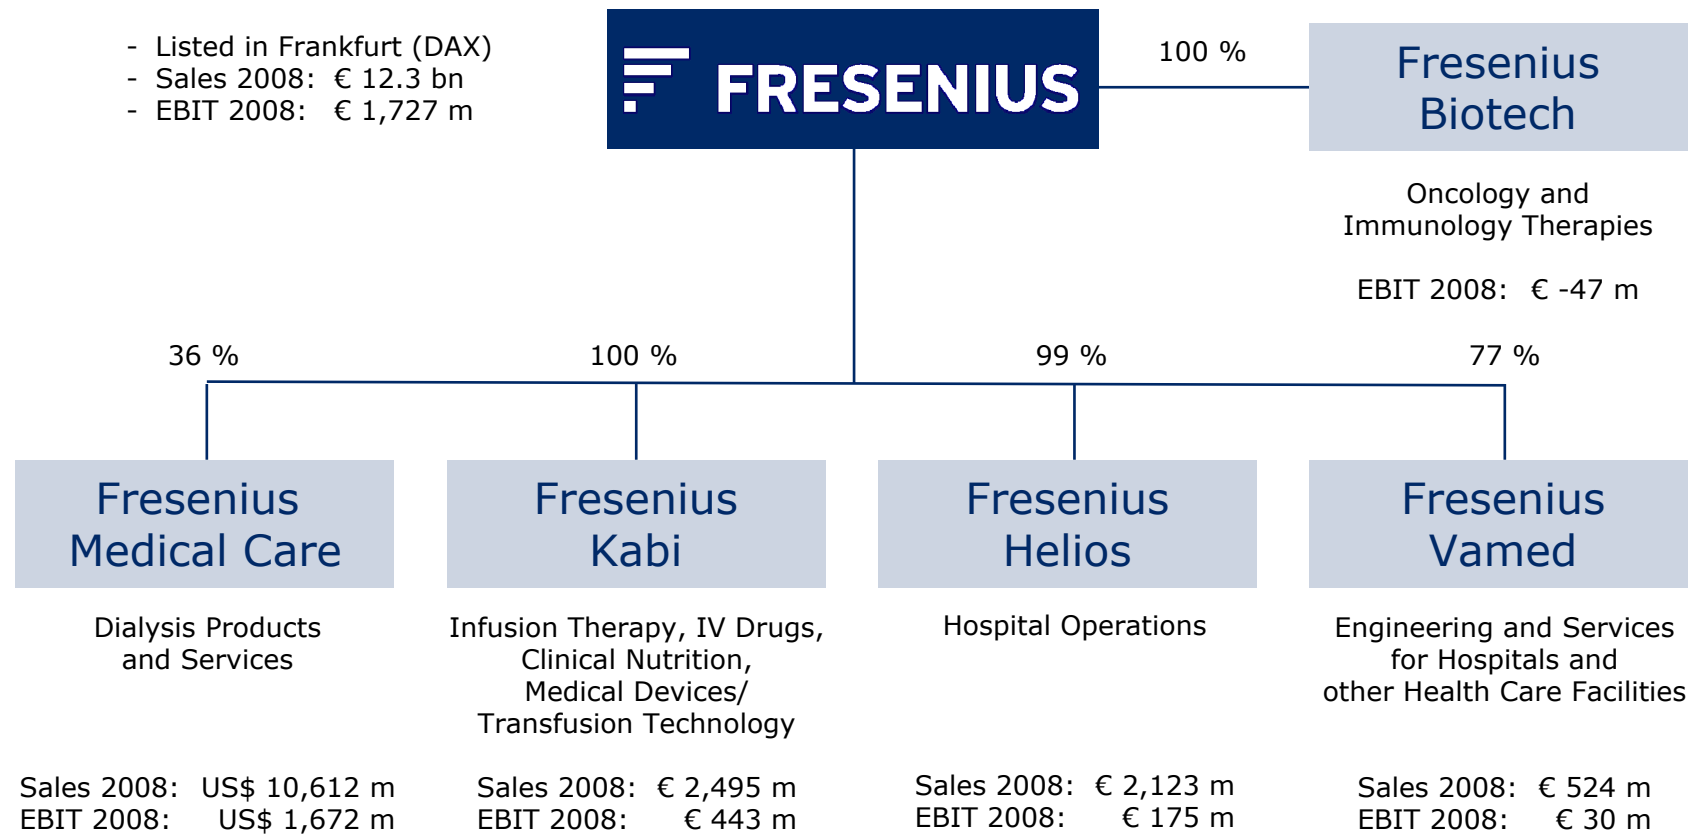 - Listed in Frankfurt (DAX)
- Sales 2008: € 12.3 bn
- EBIT 2008: € 1,727 m
FRESENIUS
100 %
Fresenius
Biotech
Oncology and
Immunology Therapies
EBIT 2008: € -47 m
36 %
100 %
99 %
77 %
Fresenius
Medical Care
Dialysis Products
and Services
Sales 2008: US$ 10,612 m
EBIT 2008: US$ 1,672 m
Fresenius
Kabi
Infusion Therapy, IV Drugs,
Clinical Nutrition,
Medical Devices/
Transfusion Technology
Sales 2008: € 2,495 m
EBIT 2008: € 443 m
Fresenius
Helios
Hospital Operations
Sales 2008: € 2,123 m
EBIT 2008: € 175 m
Fresenius
Vamed
Engineering and Services
for Hospitals and
other Health Care Facilities
Sales 2008: € 524 m
EBIT 2008: € 30 m